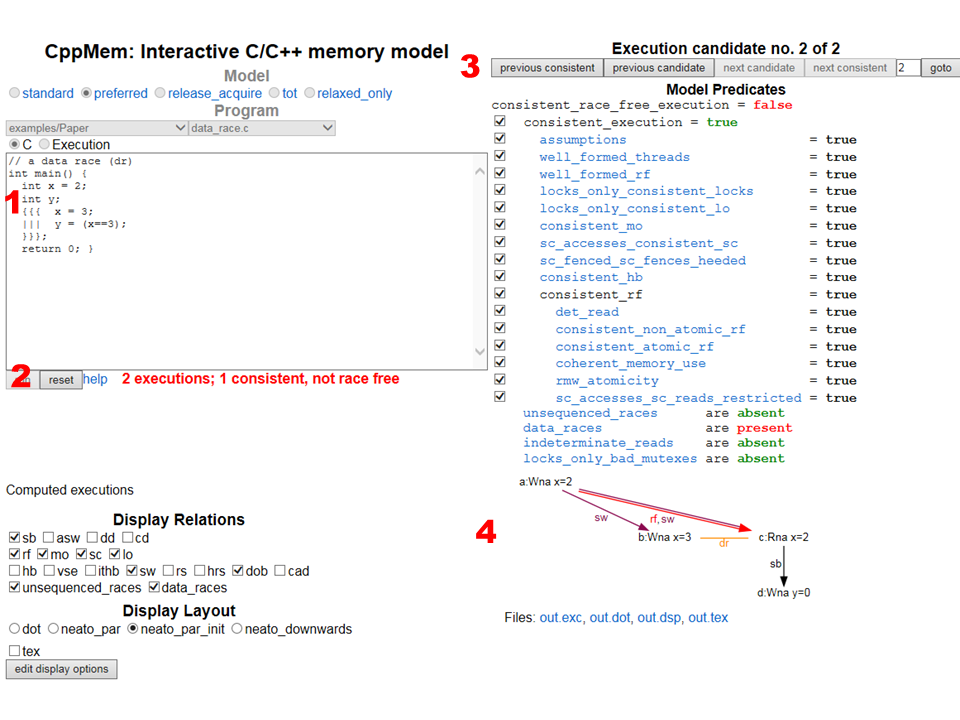 CppMem: Interactive C/C++ memory model
Model
standard preferred release_acquire tot relaxed_only
Program
examples/Paper data_race.c
C Execution
// a data race (dr)
int main() {
int x = 2;
int y;
{{{ x = 3;
||| y = (x==3);
}}};
return 0; }
1
2
reset help 2 executions; 1 consistent, not race free
Computed executions
Display Relations
sb asw dd cd
rf mo sc lo
hb vse ithb sw rs hrs dob cad
unsequenced_races data_races
Display Layout
dot neato_par neato_par_init neato_downwards
tex
edit display options
3
Execution candidate no. 2 of 2
previous consistent previous candidate next candidate next consistent 2 goto
Model Predicates
consistent_race_free_execution = false
consistent_execution = true
assumptions = true
well_formed_threads = true
well_formed_rf = true
locks_only_consistent_locks = true
locks_only_consistent_lo = true
consistent_mo = true
sc_accesses_consistent_sc = true
sc_fenced_sc_fences_heeded = true
consistent_hb = true
consistent_rf = true
det_read = true
consistent_non_atomic_rf = true
consistent_atomic_rf = true
coherent_memory_use = true
rmw_atomicity = true
sc_accesses_sc_reads_restricted = true
unsequenced_races are absent
data_races are present
indeterminate_reads are absent
locks_only_bad_mutexes are absent
4
a:Wna x=2
sw rf,sw
b:Wna x=3 dr c:Rna x=2
sb
d:Wna y=0
Files: out.exc, out.dot, out.dsp, out.tex